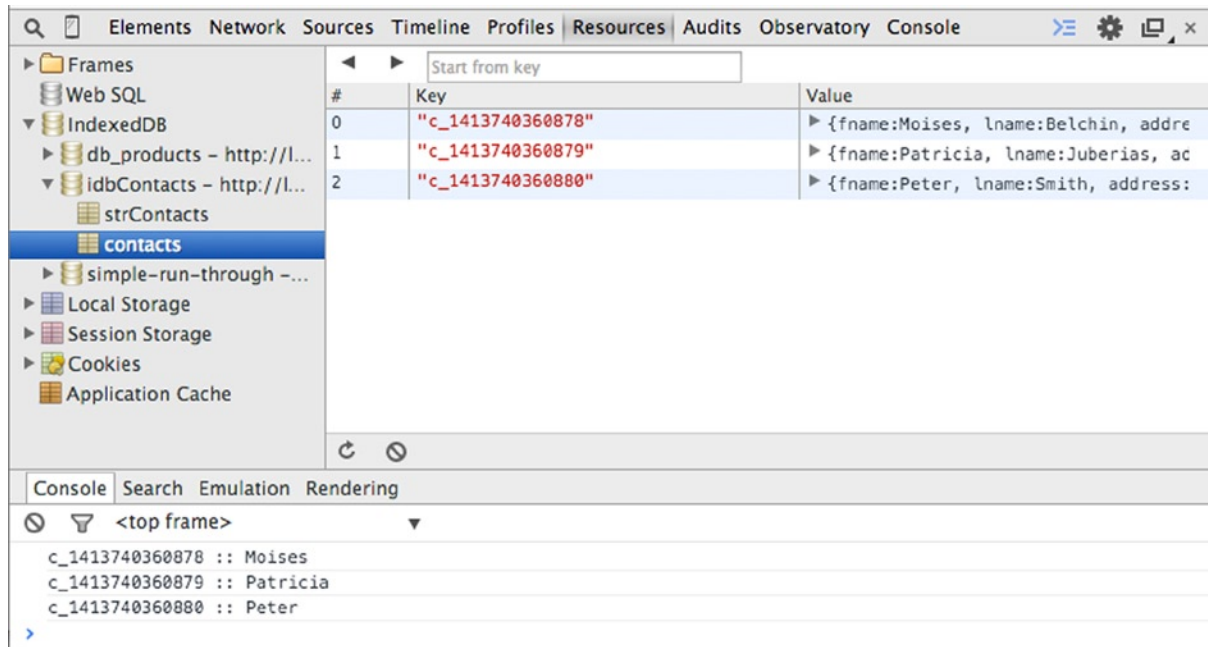 Elements Network Sources Timeline Profiles Resources Audits Observatory Console
Frames
Web SQL
IndexedDB
db_products – http://l...
idbContacts – http://l...
strContacts
contacts
simple-run-through –...
Local Storage
Session Storage
Cookies
Application Cache
Start from key
# Key Value
0 "c_1413740360878" {fname:Moises, lname:Belchin, addre
1 "c_1413740360879" {fname:Patricia, lname:Juberias, ad
2 "c_1413740360880" {fname:Peter, lname:Smith, address:
Console Search Emulation Rendering
<top frame>
c_1413740360878 :: Moises
c_1413740360879 :: Patricia
c_1413740360880 :: Peter
>